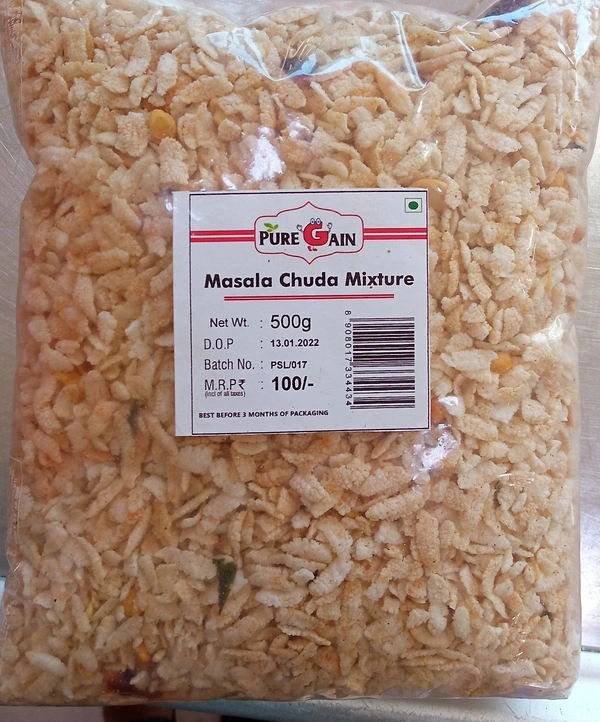 PURE GAIN
Masala Chuda Mixture
Net Wt. : 500g
D.O.P : 13.01.2022
Batch No. : PSL/017
M.R.P ₹ : 100/-
(incl of all taxes)
BEST BEFORE 3 MONTHS OF PACKAGING
8 908017 334434